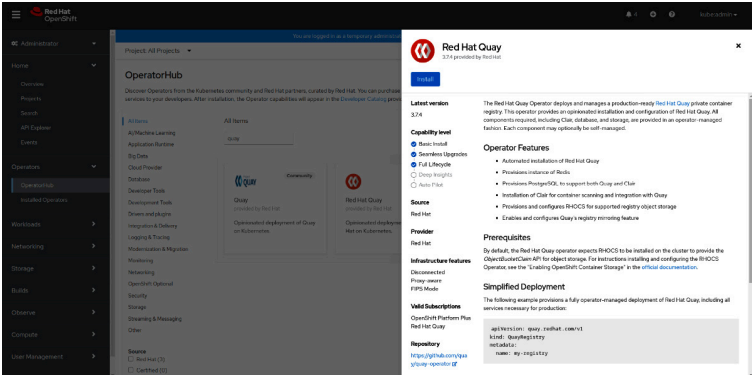 Red Hat
OpenShift
kubeadmin
Administrator
Home
Overview
Projects
Search
API Explorer
Events
Operators
OperatorHub
Installed Operators
Workloads
Networking
Storage
Builds
Observe
Compute
User Management
You are logged in as a temporary administrat
Project: All Projects
OperatorHub
Discover Operators from the Kubernetes community and Red Hat partners, curated by Red Hat. You can purchase
services to your developers. After installation, the Operator capabilities will appear in the Developer Catalog
All Items
AI/Machine Learning
Application Runtime
Big Data
Cloud Provider
Database
Developer Tools
Development Tools
Drivers and plugins
Integration & Delivery
Logging & Tracing
Modernization & Migration
Monitoring
Networking
OpenShift Optional
Security
Storage
Streaming & Messaging
Other
Source
Red Hat (2)
Certified (0)
All Items
quay
QUAY
Community
Quay
provided by Red Hat
Opinionated deployment of Quay
on Kubernetes.
Red Hat Quay
provided by Red Hat
Opinionated deployme
Hat on Kubernetes.
Red Hat Quay
3.7.4 provided by Red Hat
Install
Latest version
3.7.4
Capability level
Basic Install
Seamless Upgrades
Full Lifecycle
Deep Insights
Auto Pilot
Source
Red Hat
Provider
Red Hat
Infrastructure features
Disconnected
Proxy-aware
FIPS Mode
Valid Subscriptions
OpenShift Platform Plus
Red Hat Quay
Repository
https://github.com/qua
y/quay-operator
The Red Hat Quay Operator deploys and manages a production-ready Red Hat Quay private container
registry. This operator provides an opinionated installation and configuration of Red Hat Quay. All
components required, including Clair, database, and storage, are provided in an operator-managed
fashion. Each component may optionally be self-managed.
Operator Features
• Automated installation of Red Hat Quay
• Provisions instance of Redis
• Provisions PostgreSQL to support both Quay and Clair
• Installation of Clair for container scanning and integration with Quay
• Provisions and configures RHOCS for supported registry object storage
• Enables and configures Quay's registry mirroring feature
Prerequisites
By default, the Red Hat Quay operator expects RHOCS to be installed on the cluster to provide the
ObjectBucketClaim API for object storage. For instructions installing and configuring the RHOCS
Operator, see the "Enabling OpenShift Container Storage" in the official documentation.
Simplified Deployment
The following example provisions a fully operator-managed deployment of Red Hat Quay, including all
services necessary for production:
apiVersion: quay.redhat.com/v1
kind: QuayRegistry
metadata:
name: my-registry